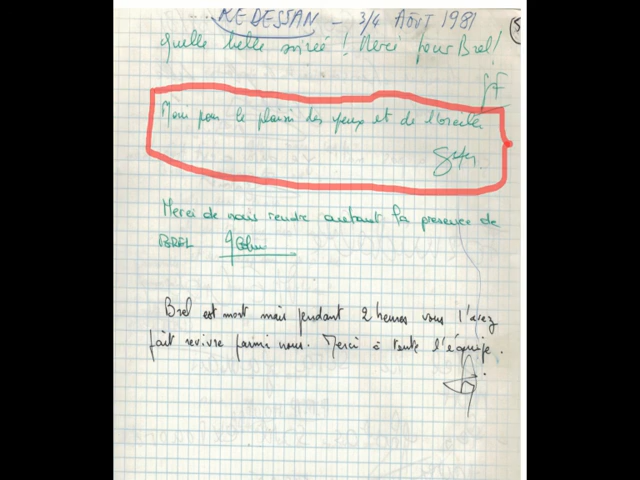 ... REDESSAN - 3/4 AOUT 1981
quelle belle soirée ! Merci pour Brel !
Merci pour le plaisir des yeux et de l'oreille
Merci de nous rendre autant la presence de
BREL
Brel est mort mais pendant 2 heures vous l'avez
fait revivre parmi nous. Merci à toute l'équipe.